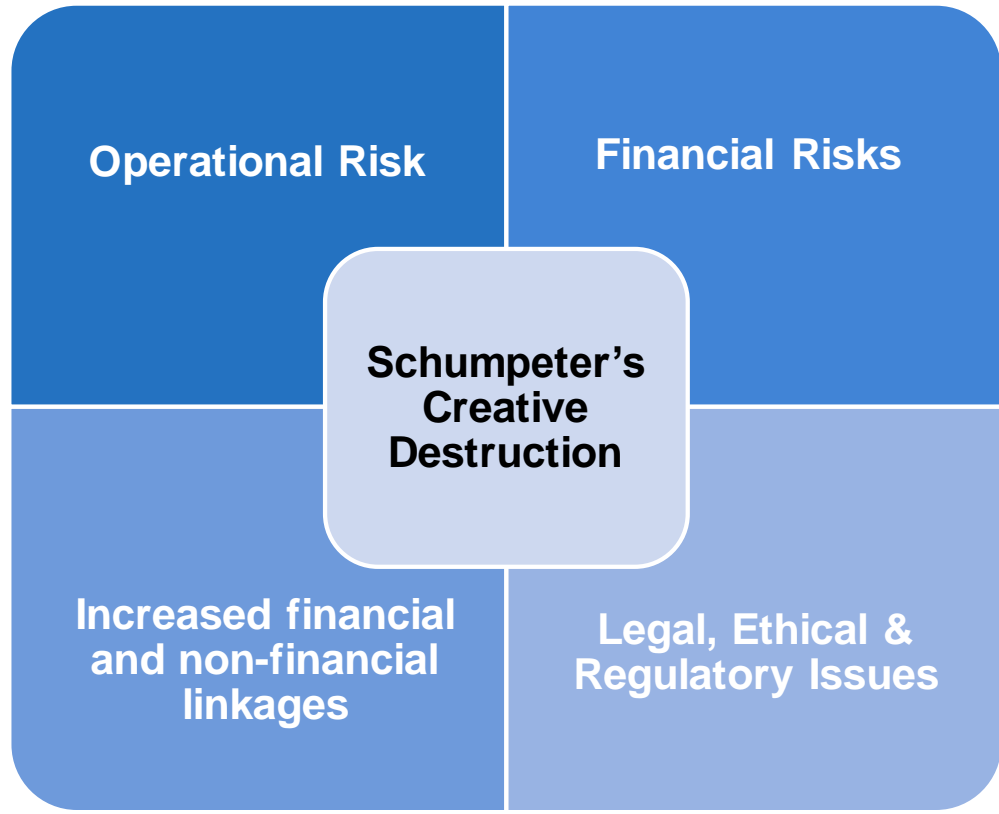 Operational Risk
Financial Risks
Schumpeter’s
Creative
Destruction
Increased financial
and non-financial
linkages
Legal, Ethical &
Regulatory Issues